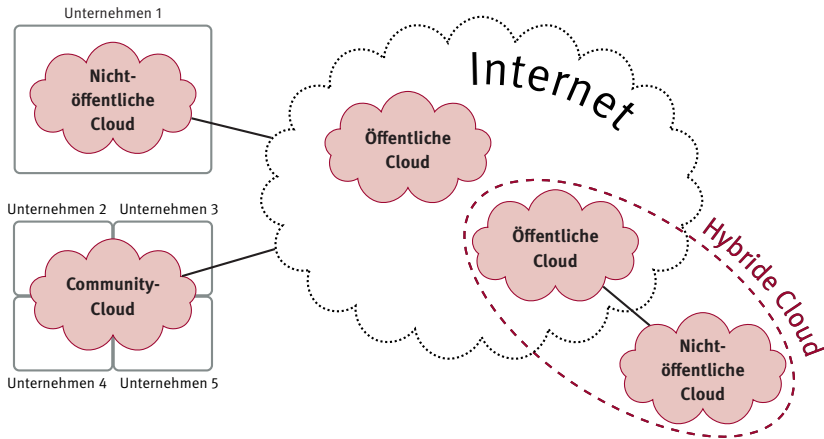 Unternehmen 1
Nicht-
öffentliche
Cloud
Internet
Öffentliche
Cloud
Unternehmen 2
Unternehmen 3
Community-
Cloud
Unternehmen 4
Unternehmen 5
Öffentliche
Cloud
Hybride Cloud
Nicht-
öffentliche
Cloud